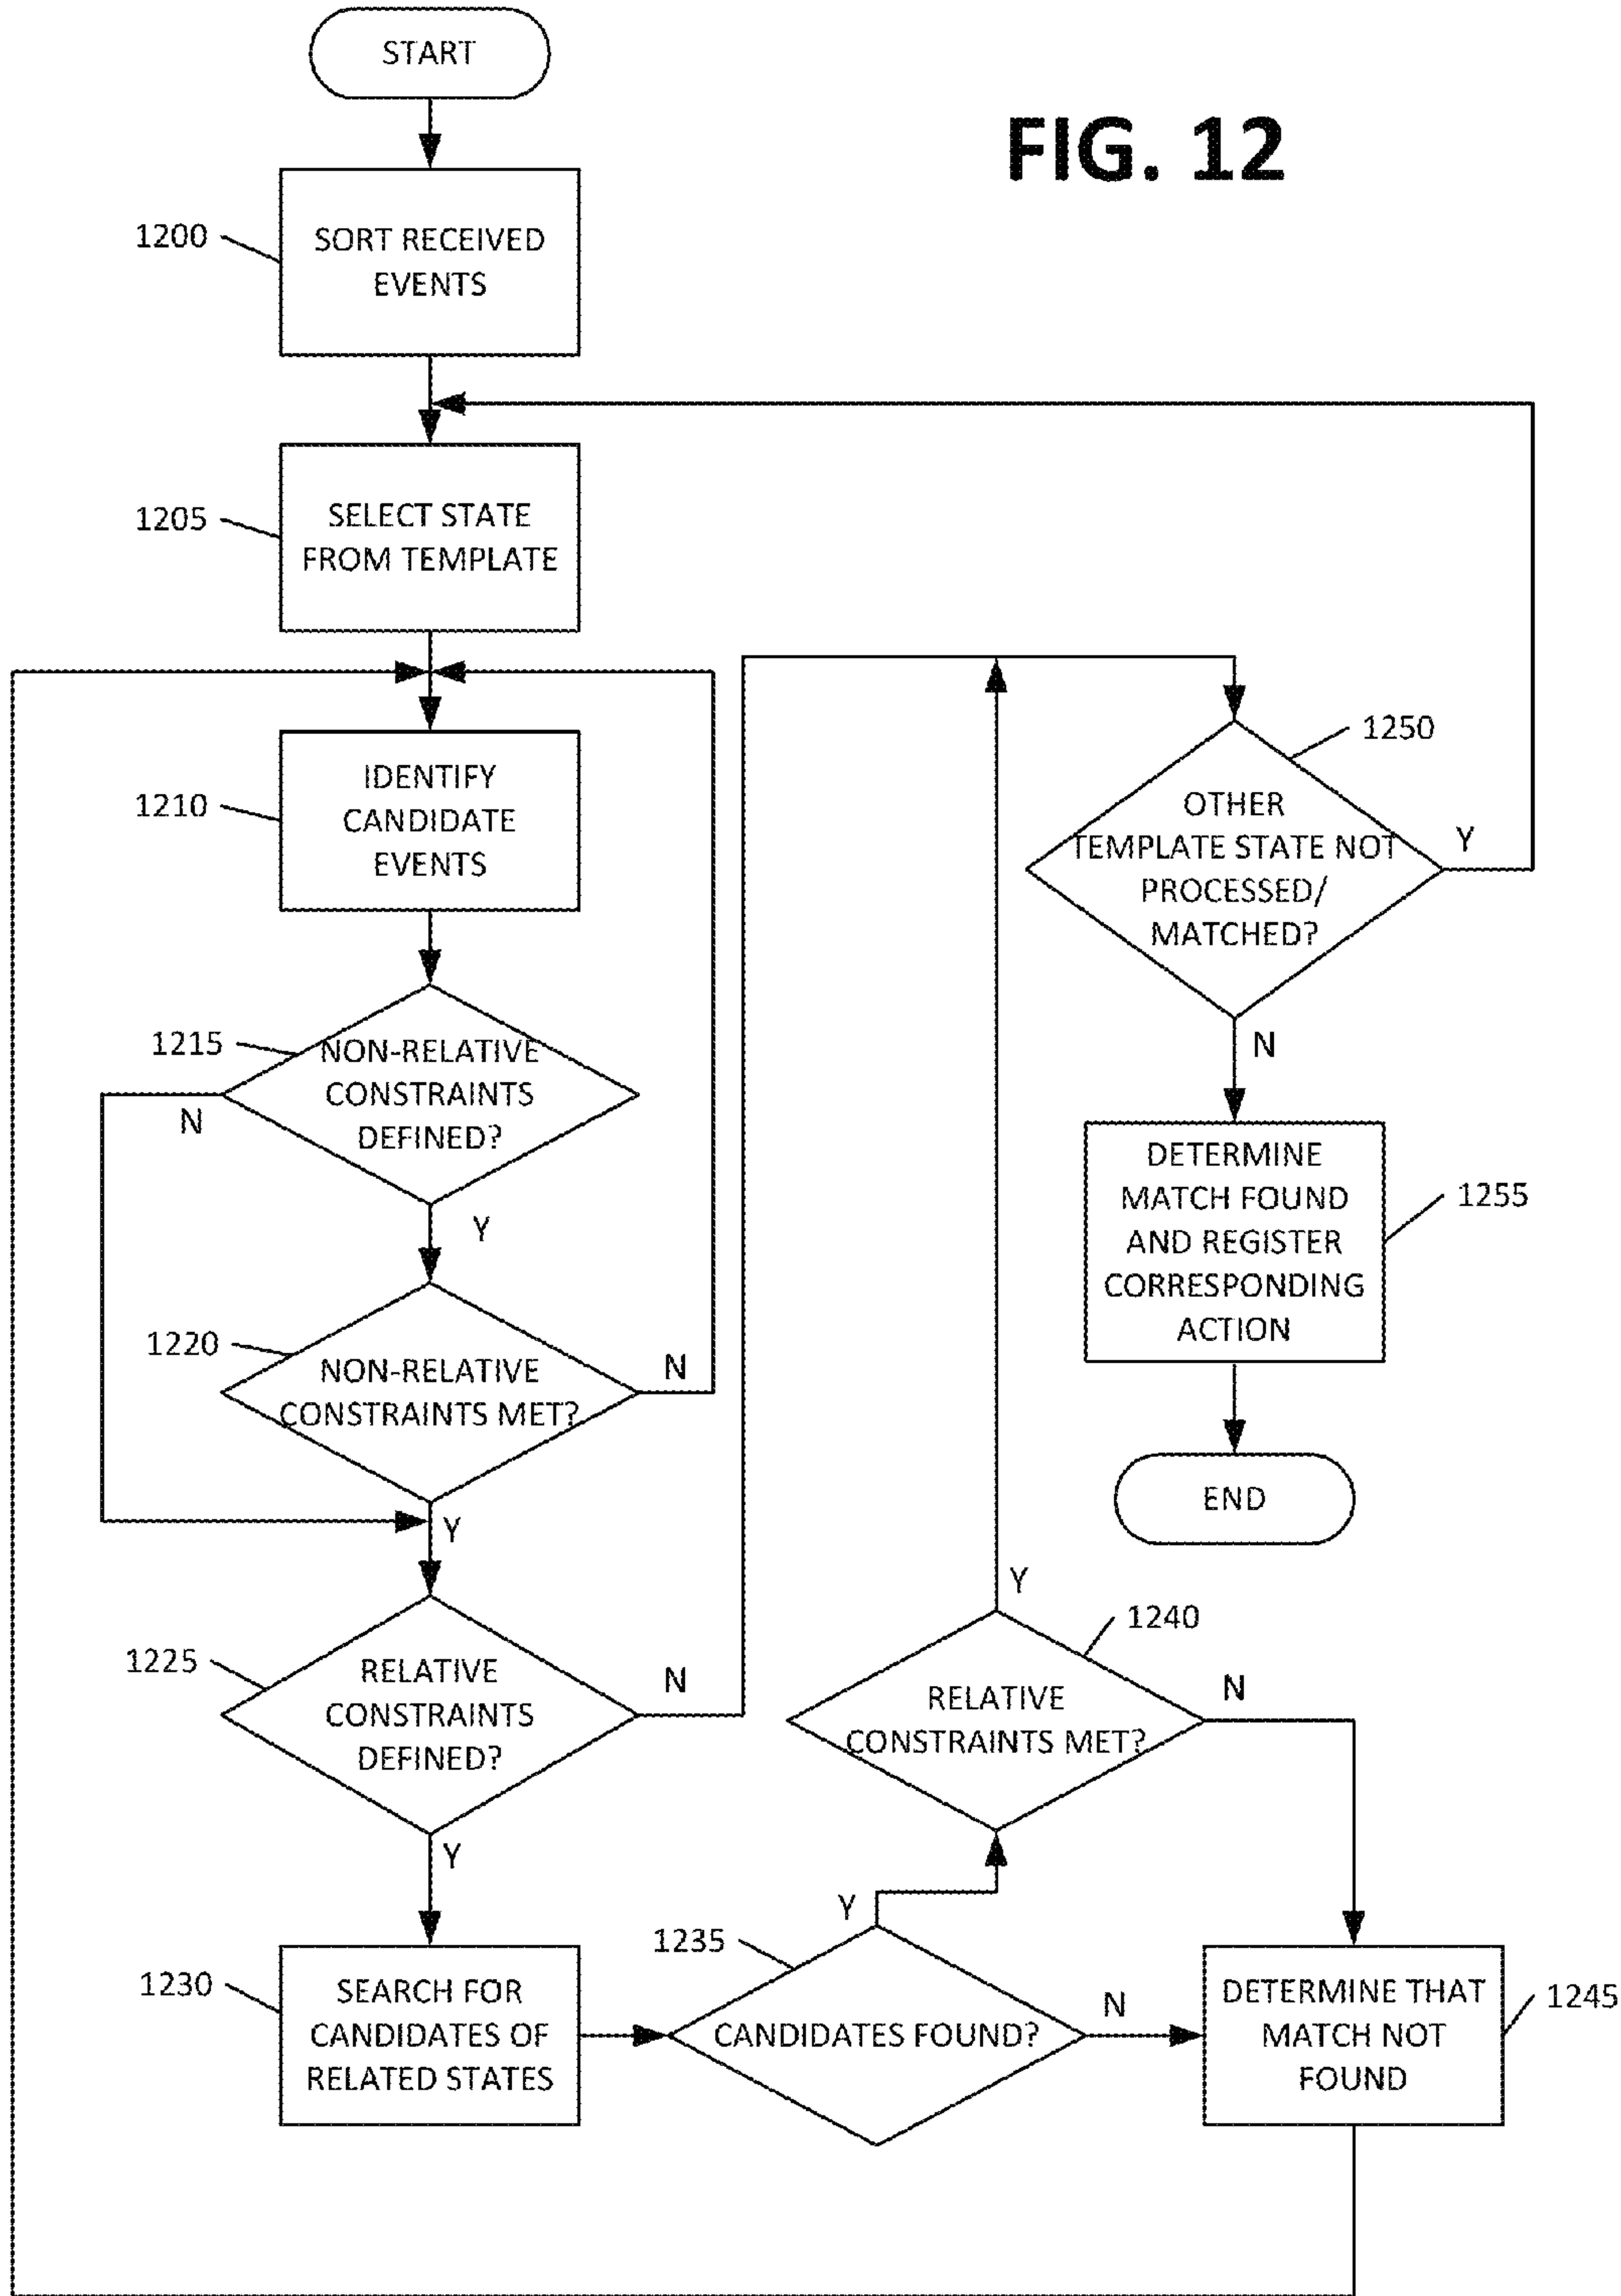 START
FIG. 12
1200
SORT RECEIVED
EVENTS
1205
SELECT STATE
FROM TEMPLATE
1210
IDENTIFY
CANDIDATE
EVENTS
1215
NON-RELATIVE
CONSTRAINTS
DEFINED?
N
Y
1220
NON-RELATIVE
CONSTRAINTS MET?
N
Y
1225
RELATIVE
CONSTRAINTS
DEFINED?
N
Y
1230
SEARCH FOR
CANDIDATES OF
RELATED STATES
1235
CANDIDATES FOUND?
Y
N
1240
RELATIVE
CONSTRAINTS MET?
Y
N
1245
DETERMINE THAT
MATCH NOT
FOUND
1250
OTHER
TEMPLATE STATE NOT
PROCESSED/
MATCHED?
Y
N
1255
DETERMINE
MATCH FOUND
AND REGISTER
CORRESPONDING
ACTION
END